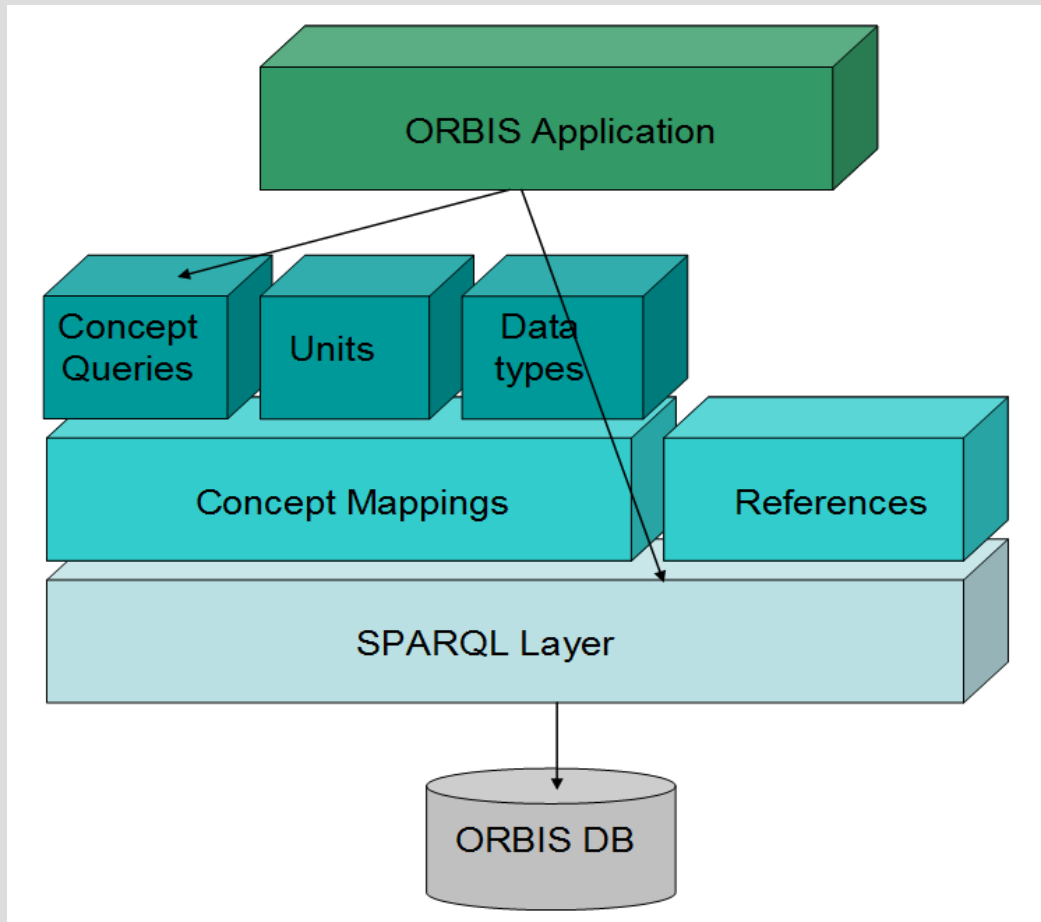 ORBIS Application
Concept
Queries
Units
Data
types
Concept Mappings
References
SPARQL Layer
ORBIS DB